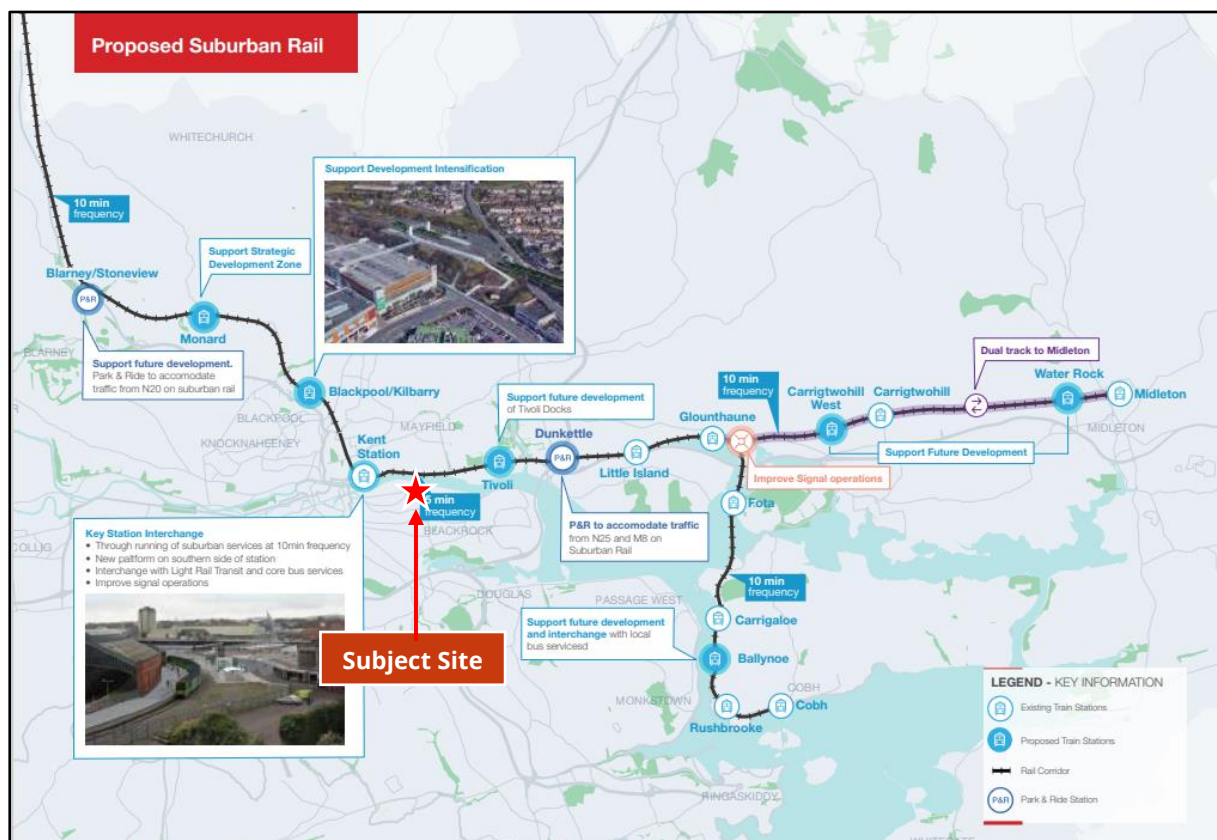 Proposed Suburban Rail
WHITECHURCH
10 min
frequency
Support Development Intensification
Support Strategic
Development Zone
Blarney/Stoneview
P&R
Monard
BLARNEY
Support future development.
Park & Ride to accomodate
traffic from N20 on suburban rail
Blackpool/Kilbarry
BLACKPOOL
KNOCKNAHEENEY
MAYFIELD
Kent
Station
Support future development
of Tivoli Docks
Tivoli
Dunkettle
P&R
Little Island
Glounthaune
10 min
frequency
Carrigtwohill
West
Carrigtwohill
Dual track to Midleton
Water Rock
Midleton
MIDLETON
Support Future Development
Improve Signal operations
5 min
frequency
BLACKROCK
P&R to accomodate traffic
from N25 and M8 on
Suburban Rail
Fota
COLLIG
Key Station Interchange
• Through running of suburban services at 10min frequency
• New paltform on southern side of station
• Interchange with Light Rail Transit and core bus services
• Improve signal operations
DOUGLAS
PASSAGE WEST
10 min
frequency
Support future development
and interchange with local
bus servicesd
Carrigaloe
Ballynoe
Subject Site
MONKSTOWN
COBH
Rushbrooke
Cobh
RINGASKIDDY
LEGEND - KEY INFORMATION
Existing Train Stations
Proposed Train Stations
Rail Corridor
P&R
Park & Ride Station
WHITEGATE